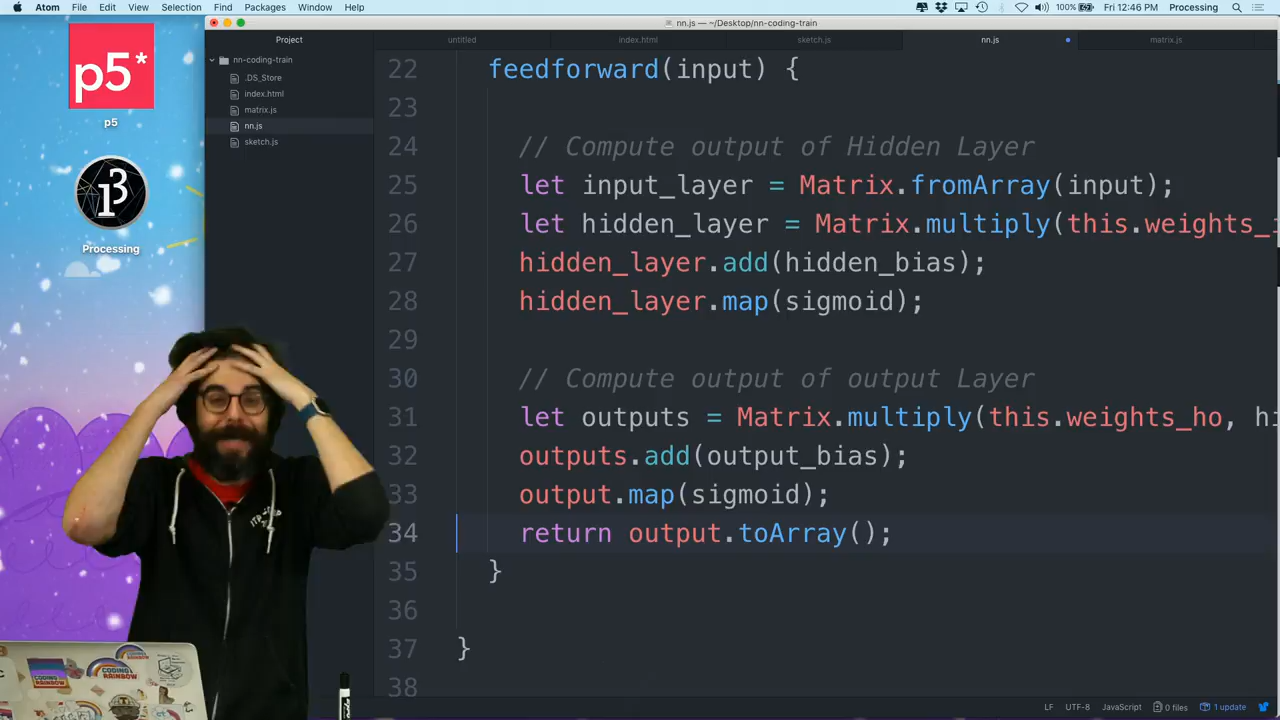 Atom File Edit View Selection Find Packages Window Help
100% Fri 12:46 PM Processing
nn.js — ~/Desktop/nn-coding-train
Project
untitled
index.html
sketch.js
nn.js
matrix.js
nn-coding-train
.DS_Store
index.html
matrix.js
nn.js
sketch.js
p5*
p5
Processing
22 feedforward(input) {
23
24 // Compute output of Hidden Layer
25 let input_layer = Matrix.fromArray(input);
26 let hidden_layer = Matrix.multiply(this.weights_
27 hidden_layer.add(hidden_bias);
28 hidden_layer.map(sigmoid);
29
30 // Compute output of output Layer
31 let outputs = Matrix.multiply(this.weights_ho, hi
32 outputs.add(output_bias);
33 output.map(sigmoid);
34 return output.toArray();
35 }
36
37 }
38
CODING RAINBOW
LF UTF-8 JavaScript 0 files 1 update